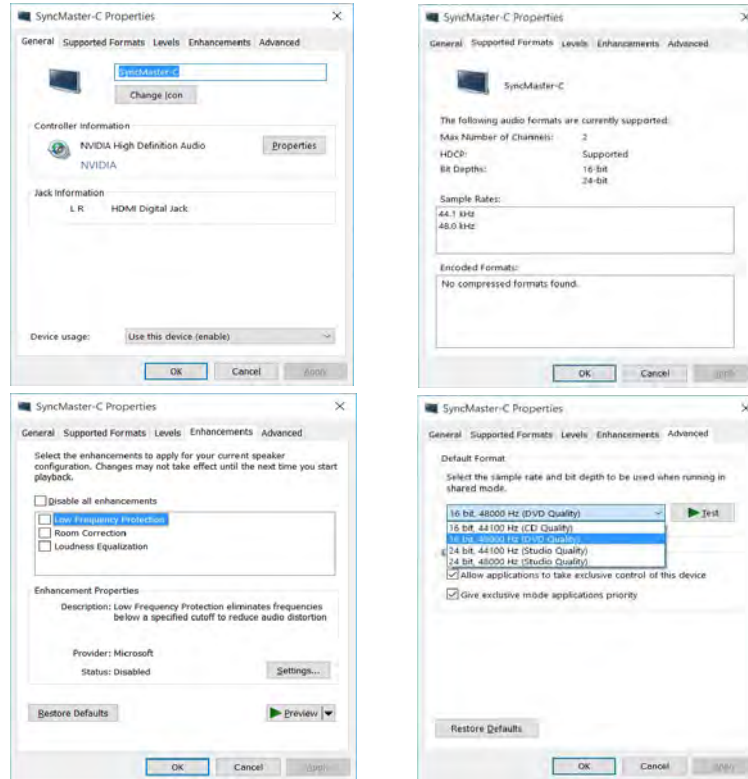 SyncMaster-C Properties
General Supported Formats Levels Enhancements Advanced
SyncMaster-C
Change Icon
Controller Information
NVIDIA High Definition Audio Properties
NVIDIA
Jack Information
L R HDMI Digital Jack
Device usage: Use this device (enable)
OK Cancel Apply
SyncMaster-C Properties
General Supported Formats Levels Enhancements Advanced
SyncMaster-C
The following audio formats are currently supported:
Max Number of Channels: 2
HDCP: Supported
Bit Depths: 16-bit
24-bit
Sample Rates:
44.1 kHz
48.0 kHz
Encoded Formats:
No compressed formats found.
OK Cancel Apply
SyncMaster-C Properties
General Supported Formats Levels Enhancements Advanced
Select the enhancements to apply for your current speaker
configuration. Changes may not take effect until the next time you start
playback.
Disable all enhancements
Low Frequency Protection
Room Correction
Loudness Equalization
Enhancement Properties
Description: Low Frequency Protection eliminates frequencies
below a specified cutoff to reduce audio distortion
Provider: Microsoft
Status: Disabled Settings...
Restore Defaults Preview
OK Cancel Apply
SyncMaster-C Properties
General Supported Formats Levels Enhancements Advanced
Default Format
Select the sample rate and bit depth to be used when running in
shared mode.
16 bit, 48000 Hz (DVD Quality) Test
16 bit, 44100 Hz (CD Quality)
16 bit, 48000 Hz (DVD Quality)
24 bit, 44100 Hz (Studio Quality)
24 bit, 48000 Hz (Studio Quality)
Allow applications to take exclusive control of this device
Give exclusive mode applications priority
Restore Defaults
OK Cancel Apply